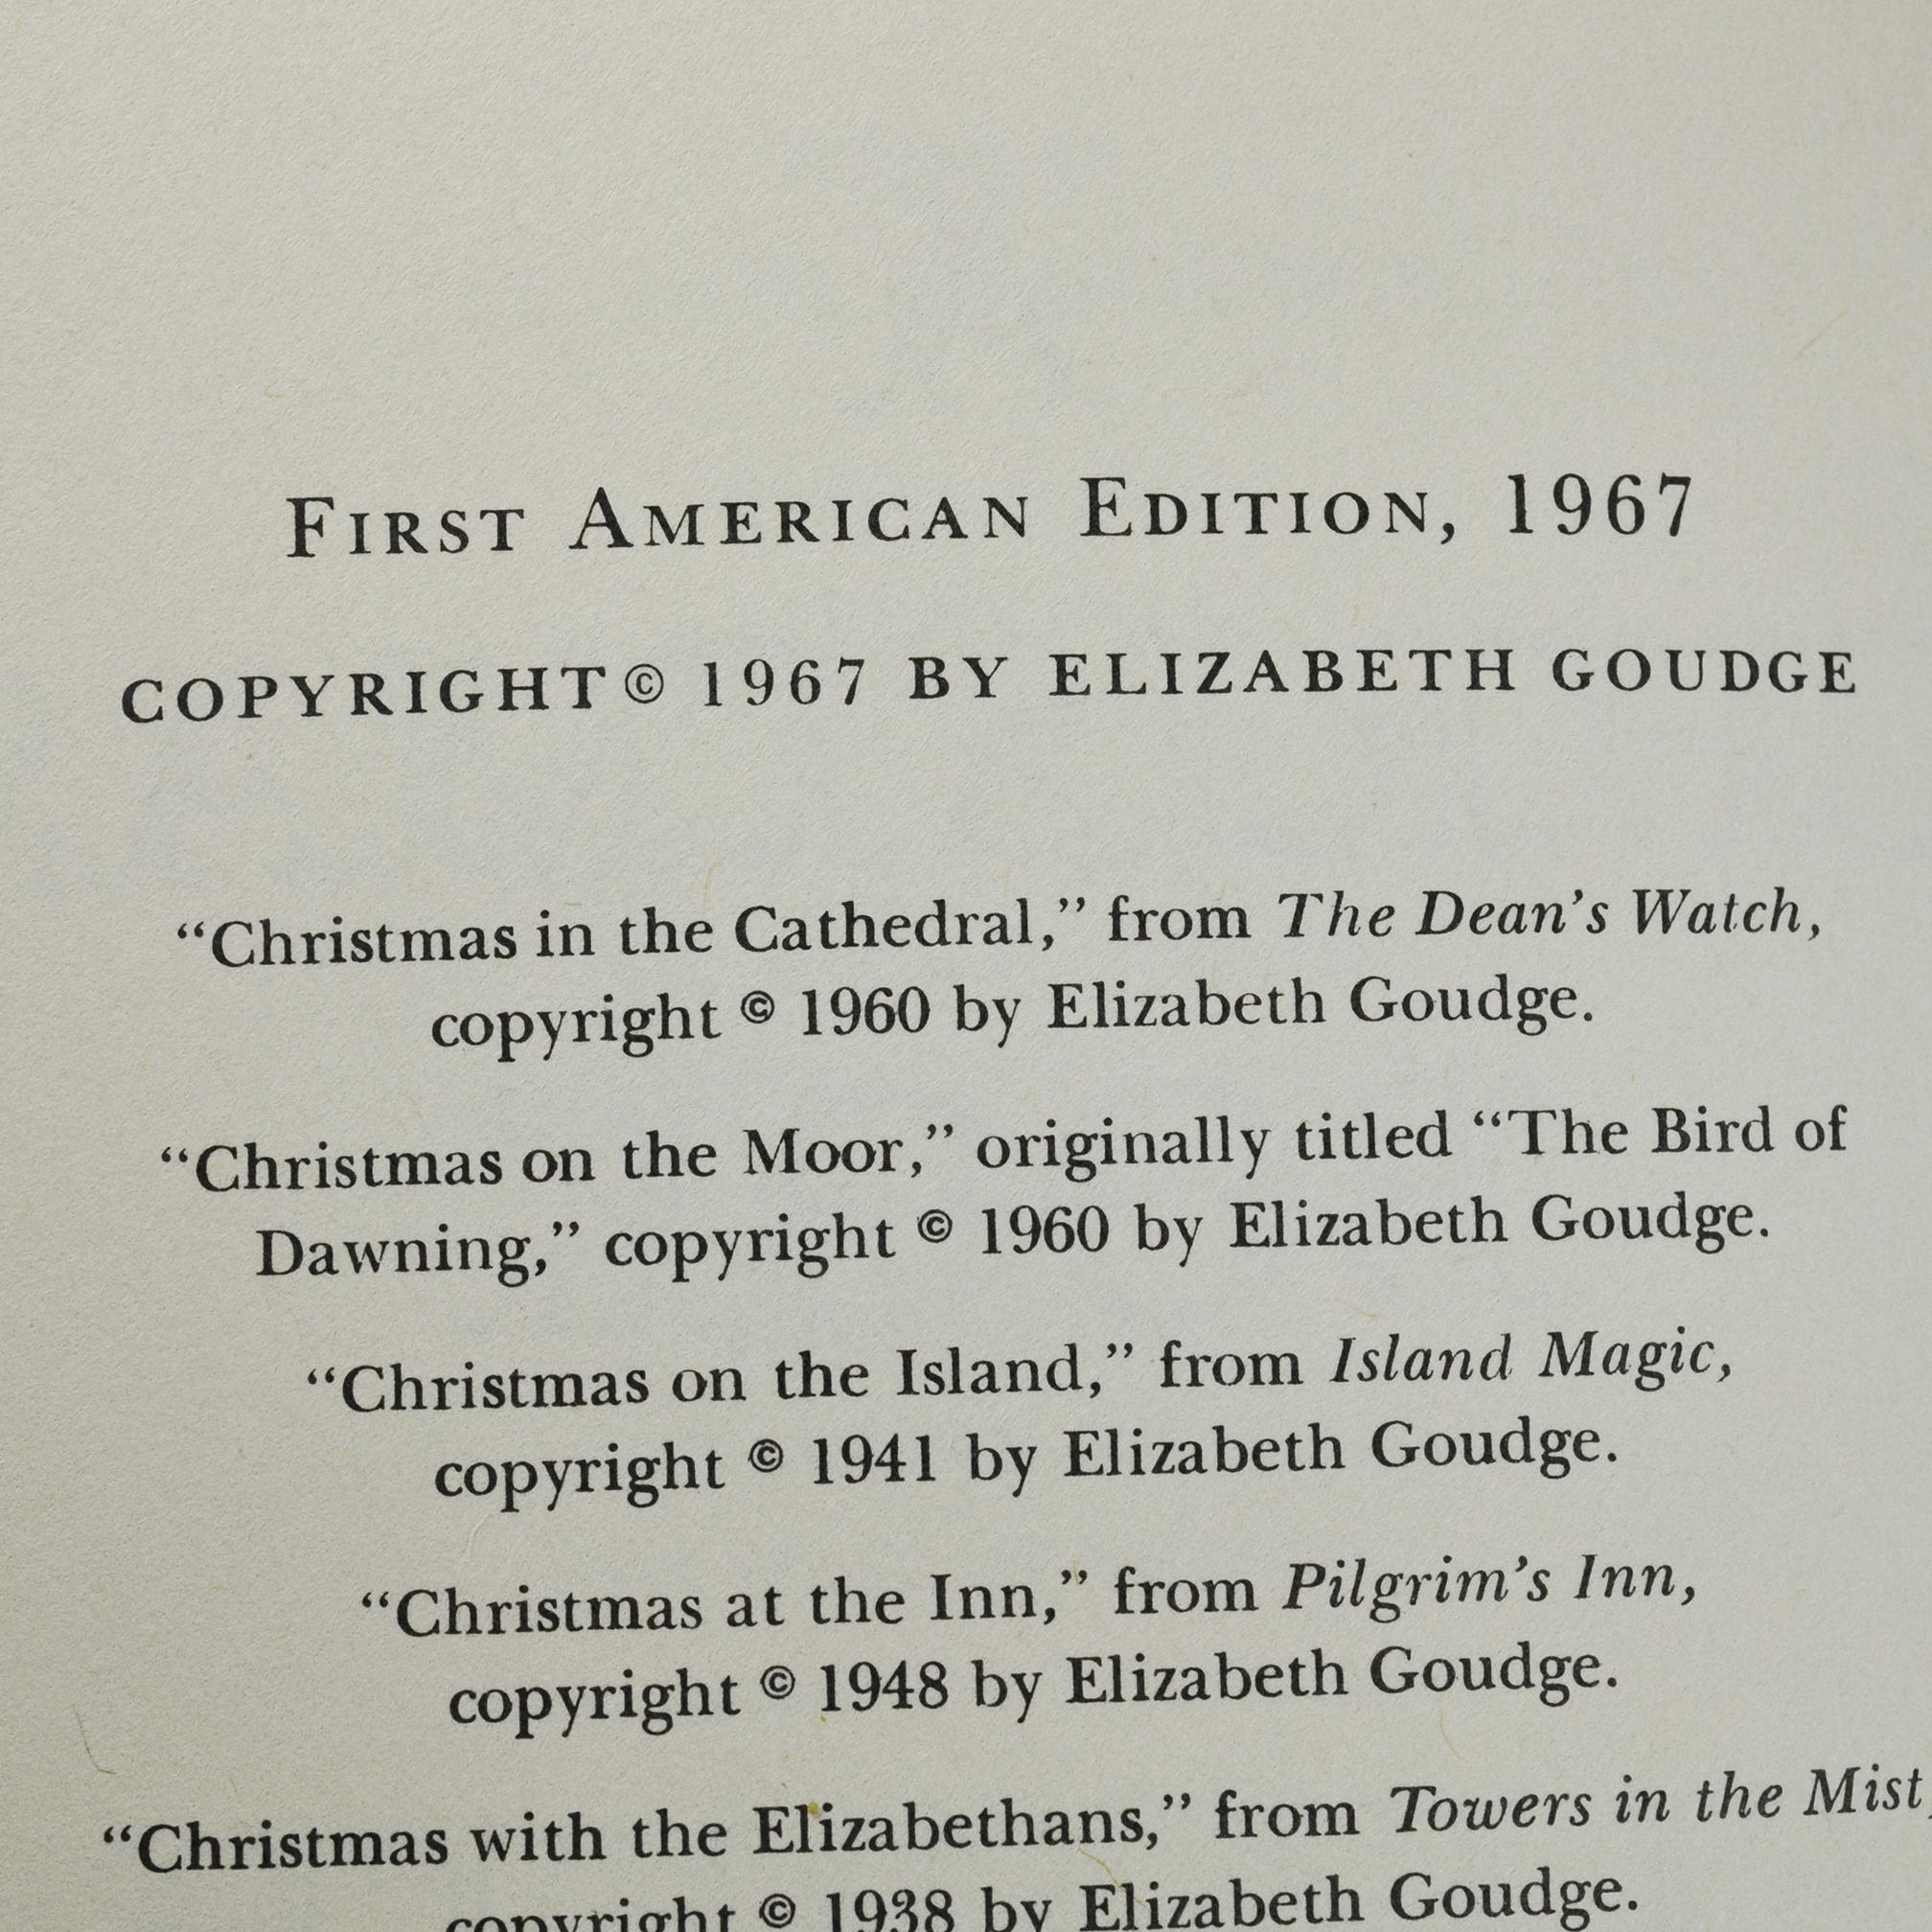 First American Edition, 1967
COPYRIGHT © 1967 BY ELIZABETH GOUDGE
“Christmas in the Cathedral,” from The Dean’s Watch,
copyright © 1960 by Elizabeth Goudge.
“Christmas on the Moor,” originally titled “The Bird of
Dawning,” copyright © 1960 by Elizabeth Goudge.
“Christmas on the Island,” from Island Magic,
copyright © 1941 by Elizabeth Goudge.
“Christmas at the Inn,” from Pilgrim’s Inn,
copyright © 1948 by Elizabeth Goudge.
“Christmas with the Elizabethans,” from Towers in the Mist
copyright © 1938 by Elizabeth Goudge.